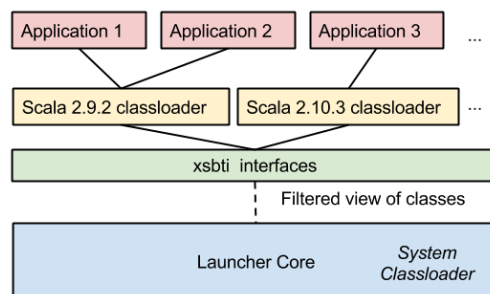 Application 1
Application 2
Application 3
...
Scala 2.9.2 classloader
Scala 2.10.3 classloader
...
xsbti interfaces
Filtered view of classes
Launcher Core
System
Classloader